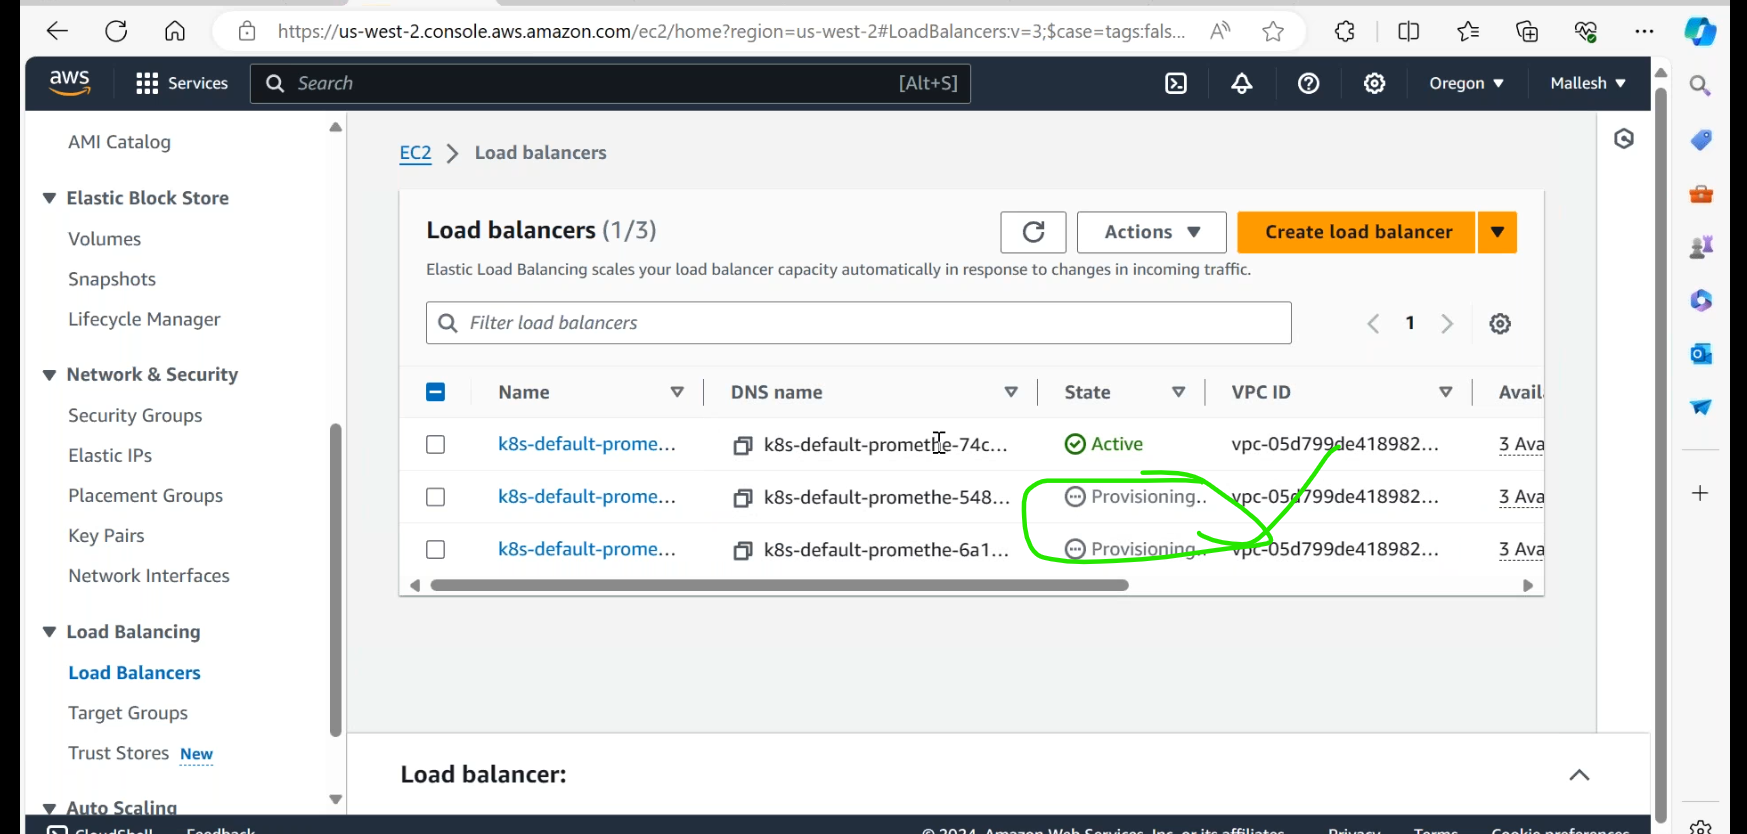 https://us-west-2.console.aws.amazon.com/ec2/home?region=us-west-2#LoadBalancers:v=3;$case=tags:fals...
aws Services Search [Alt+S] Oregon Mallesh
AMI Catalog
Elastic Block Store
Volumes
Snapshots
Lifecycle Manager
Network & Security
Security Groups
Elastic IPs
Placement Groups
Key Pairs
Network Interfaces
Load Balancing
Load Balancers
Target Groups
Trust Stores New
Auto Scaling
EC2 > Load balancers
Load balancers (1/3)
Actions
Create load balancer
Elastic Load Balancing scales your load balancer capacity automatically in response to changes in incoming traffic.
Filter load balancers
1
Name DNS name State VPC ID Avail
k8s-default-prome... k8s-default-promethe-74c... Active vpc-05d799de418982... 3 Ava
k8s-default-prome... k8s-default-promethe-548... Provisioning.. vpc-05d799de418982... 3 Ava
k8s-default-prome... k8s-default-promethe-6a1... Provisioning.. vpc-05d799de418982... 3 Ava
Load balancer:
CloudShell Feedback © 2024, Amazon Web Services, Inc. or its affiliates. Privacy Terms Cookie preferences